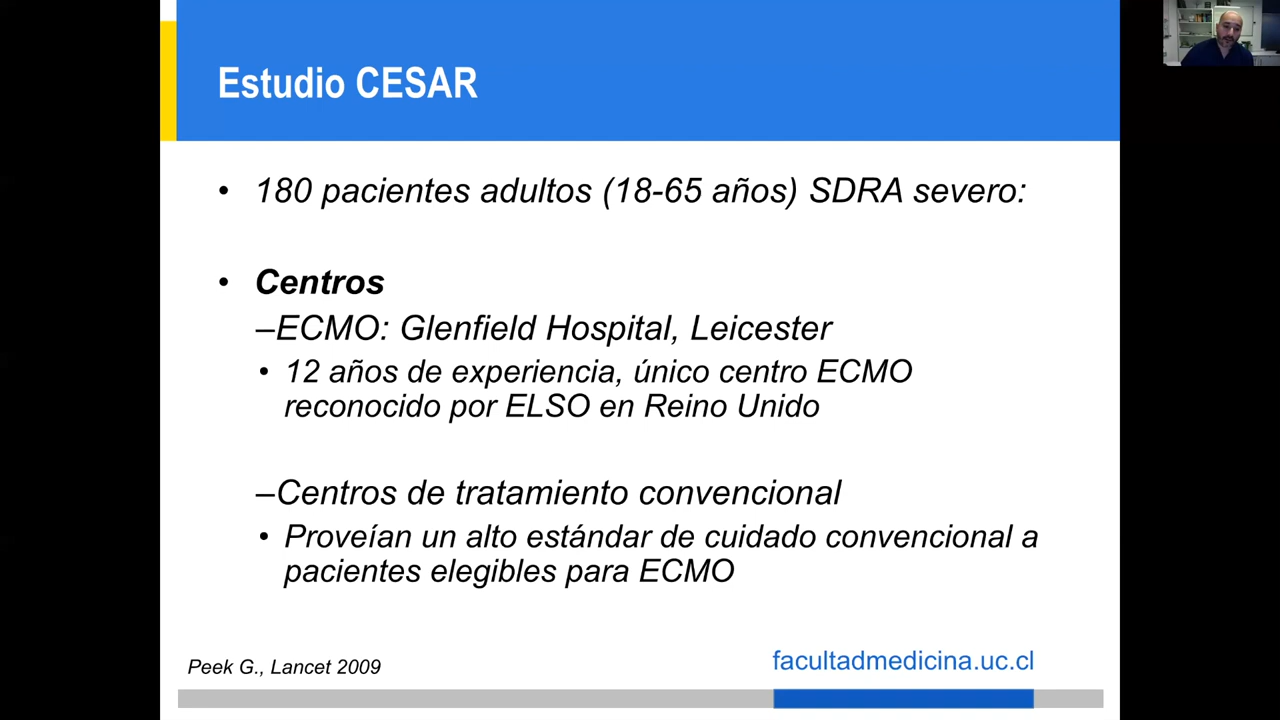 Estudio CESAR
• 180 pacientes adultos (18-65 años) SDRA severo:
• Centros
–ECMO: Glenfield Hospital, Leicester
• 12 años de experiencia, único centro ECMO
reconocido por ELSO en Reino Unido
–Centros de tratamiento convencional
• Proveían un alto estándar de cuidado convencional a
pacientes elegibles para ECMO
Peek G., Lancet 2009
facultadmedicina.uc.cl